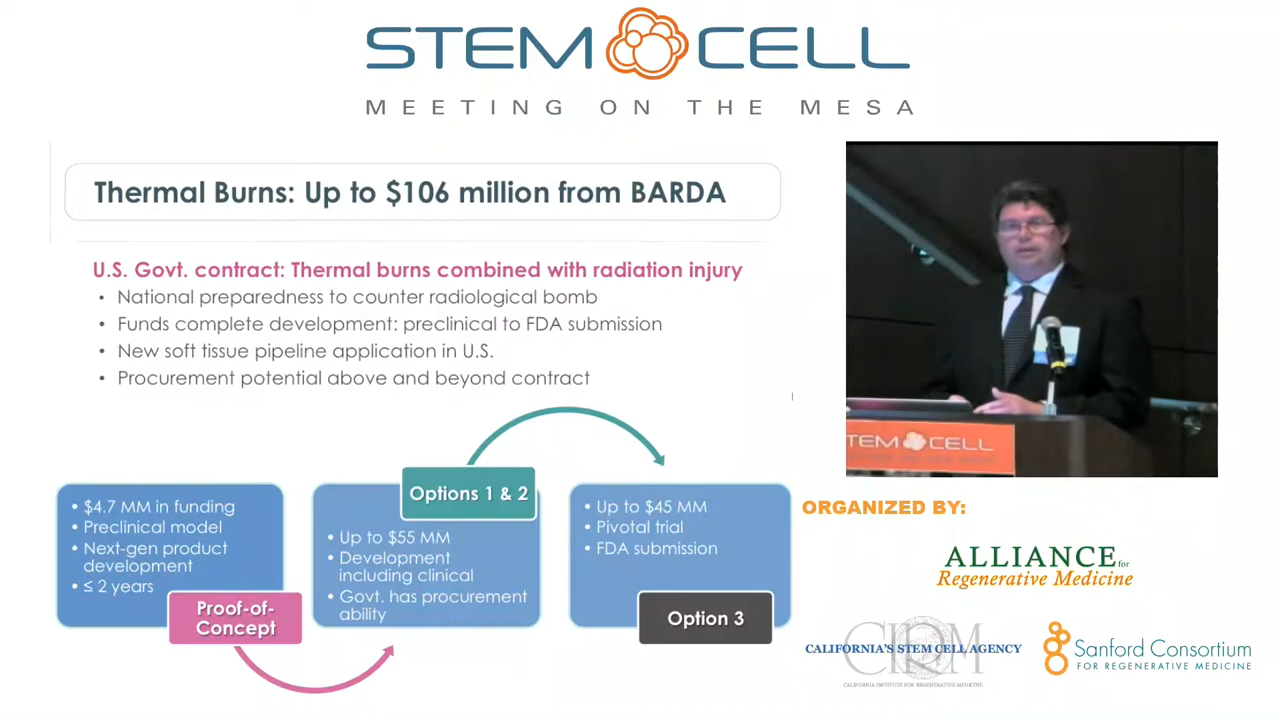 STEM CELL
MEETING ON THE MESA
Thermal Burns: Up to $106 million from BARDA
U.S. Govt. contract: Thermal burns combined with radiation injury
• National preparedness to counter radiological bomb
• Funds complete development: preclinical to FDA submission
• New soft tissue pipeline application in U.S.
• Procurement potential above and beyond contract
• $4.7 MM in funding
• Preclinical model
• Next-gen product
development
• ≤ 2 years
Proof-of-
Concept
Options 1 & 2
• Up to $55 MM
• Development
including clinical
• Govt. has procurement
ability
• Up to $45 MM
• Pivotal trial
• FDA submission
Option 3
TEM CELL
ORGANIZED BY:
ALLIANCE for
Regenerative Medicine
CIRM
CALIFORNIA'S STEM CELL AGENCY
CALIFORNIA INSTITUTE FOR REGENERATIVE MEDICINE
Sanford Consortium
FOR REGENERATIVE MEDICINE